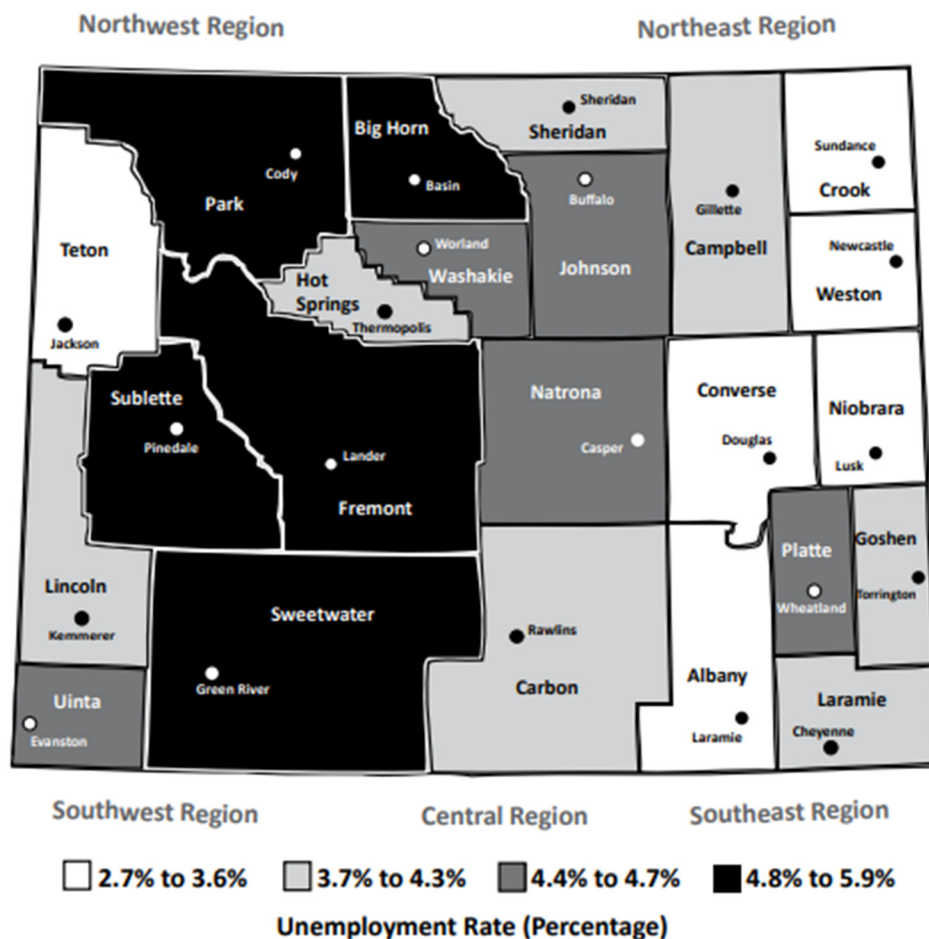 Northwest Region
Northeast Region
Sheridan
Big Horn
Sheridan
Sundance
Cody
Basin
Buffalo
Crook
Park
Gillette
Teton
Worland
Campbell
Newcastle
Washakie
Johnson
Hot
Springs
Weston
Thermopolis
Jackson
Sublette
Natrona
Converse
Niobrara
Pinedale
Casper
Douglas
Lander
Lusk
Fremont
Platte
Goshen
Lincoln
Wheatland
Torrington
Sweetwater
Kemmerer
Rawlins
Green River
Carbon
Albany
Uinta
Laramie
Evanston
Laramie
Cheyenne
Southwest Region
Central Region
Southeast Region
2.7% to 3.6%
3.7% to 4.3%
4.4% to 4.7%
4.8% to 5.9%
Unemployment Rate (Percentage)